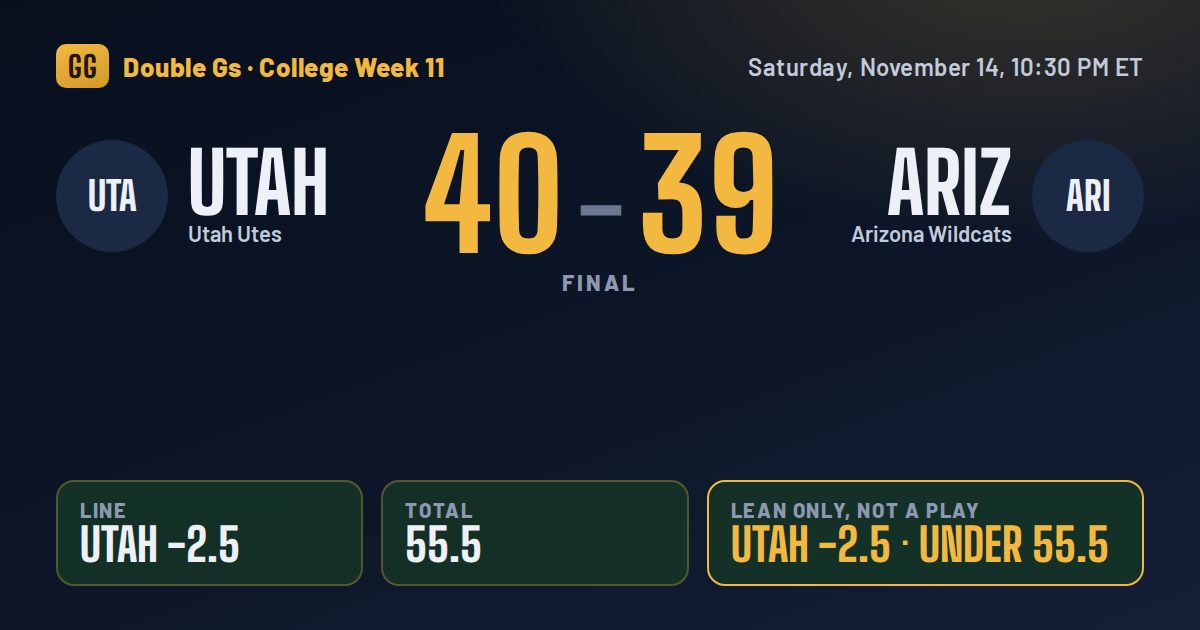 GG Double Gs · College Week 11
Saturday, November 14, 10:30 PM ET
UTA
UTAH
Utah Utes
40 – 39
FINAL
ARIZ
Arizona Wildcats
ARI
LINE
UTAH −2.5
TOTAL
55.5
LEAN ONLY, NOT A PLAY
UTAH −2.5 · UNDER 55.5